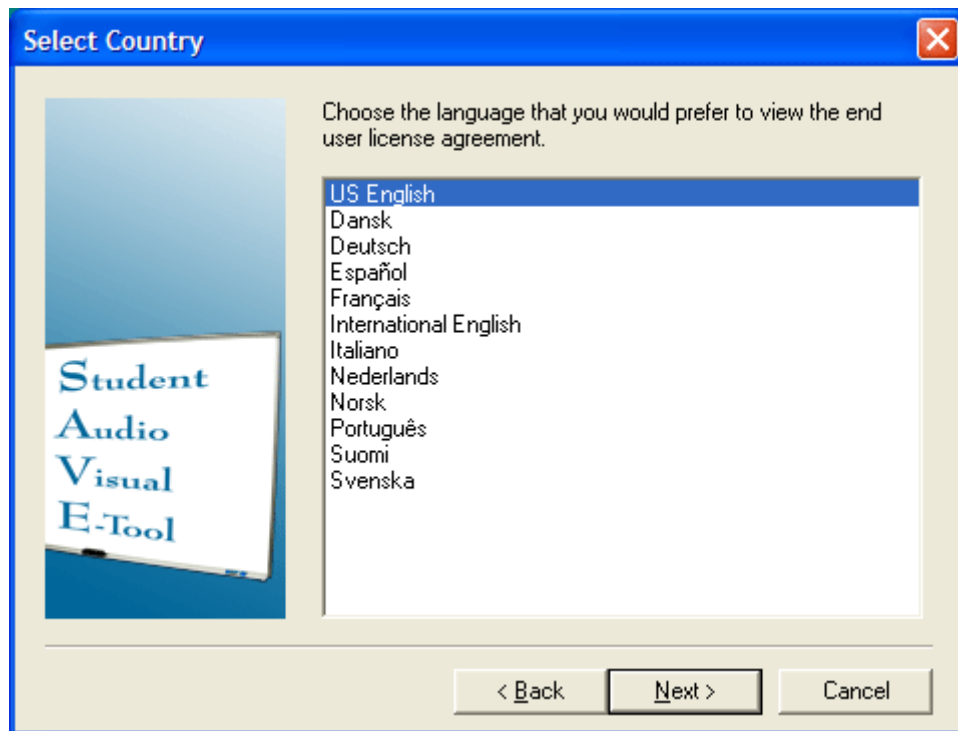 Select Country
Choose the language that you would prefer to view the end
user license agreement.
US English
Dansk
Deutsch
Español
Français
International English
Italiano
Nederlands
Norsk
Português
Suomi
Svenska
Student
Audio
Visual
E-Tool
< Back
Next >
Cancel